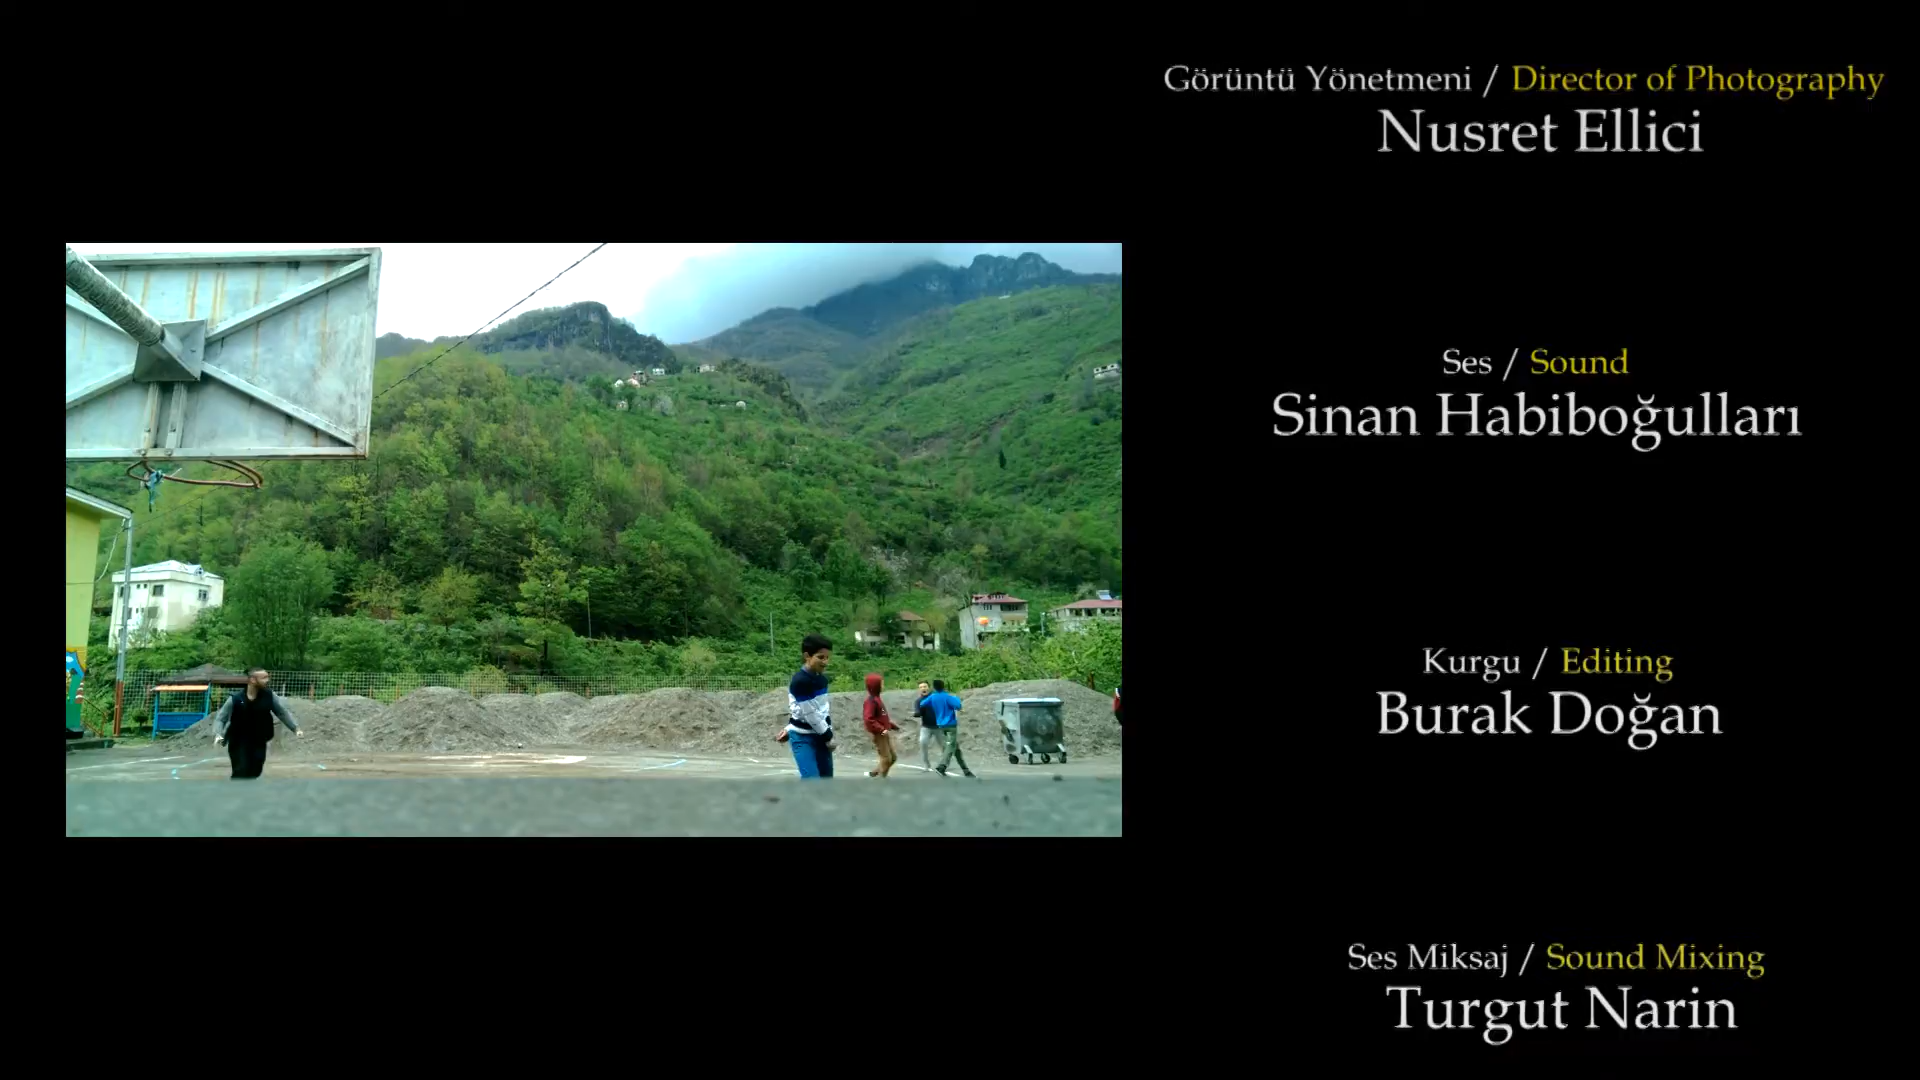 Görüntü Yönetmeni / Director of Photography
Nusret Ellici
Ses / Sound
Sinan Habiboğulları
Kurgu / Editing
Burak Doğan
Ses Miksaj / Sound Mixing
Turgut Narin